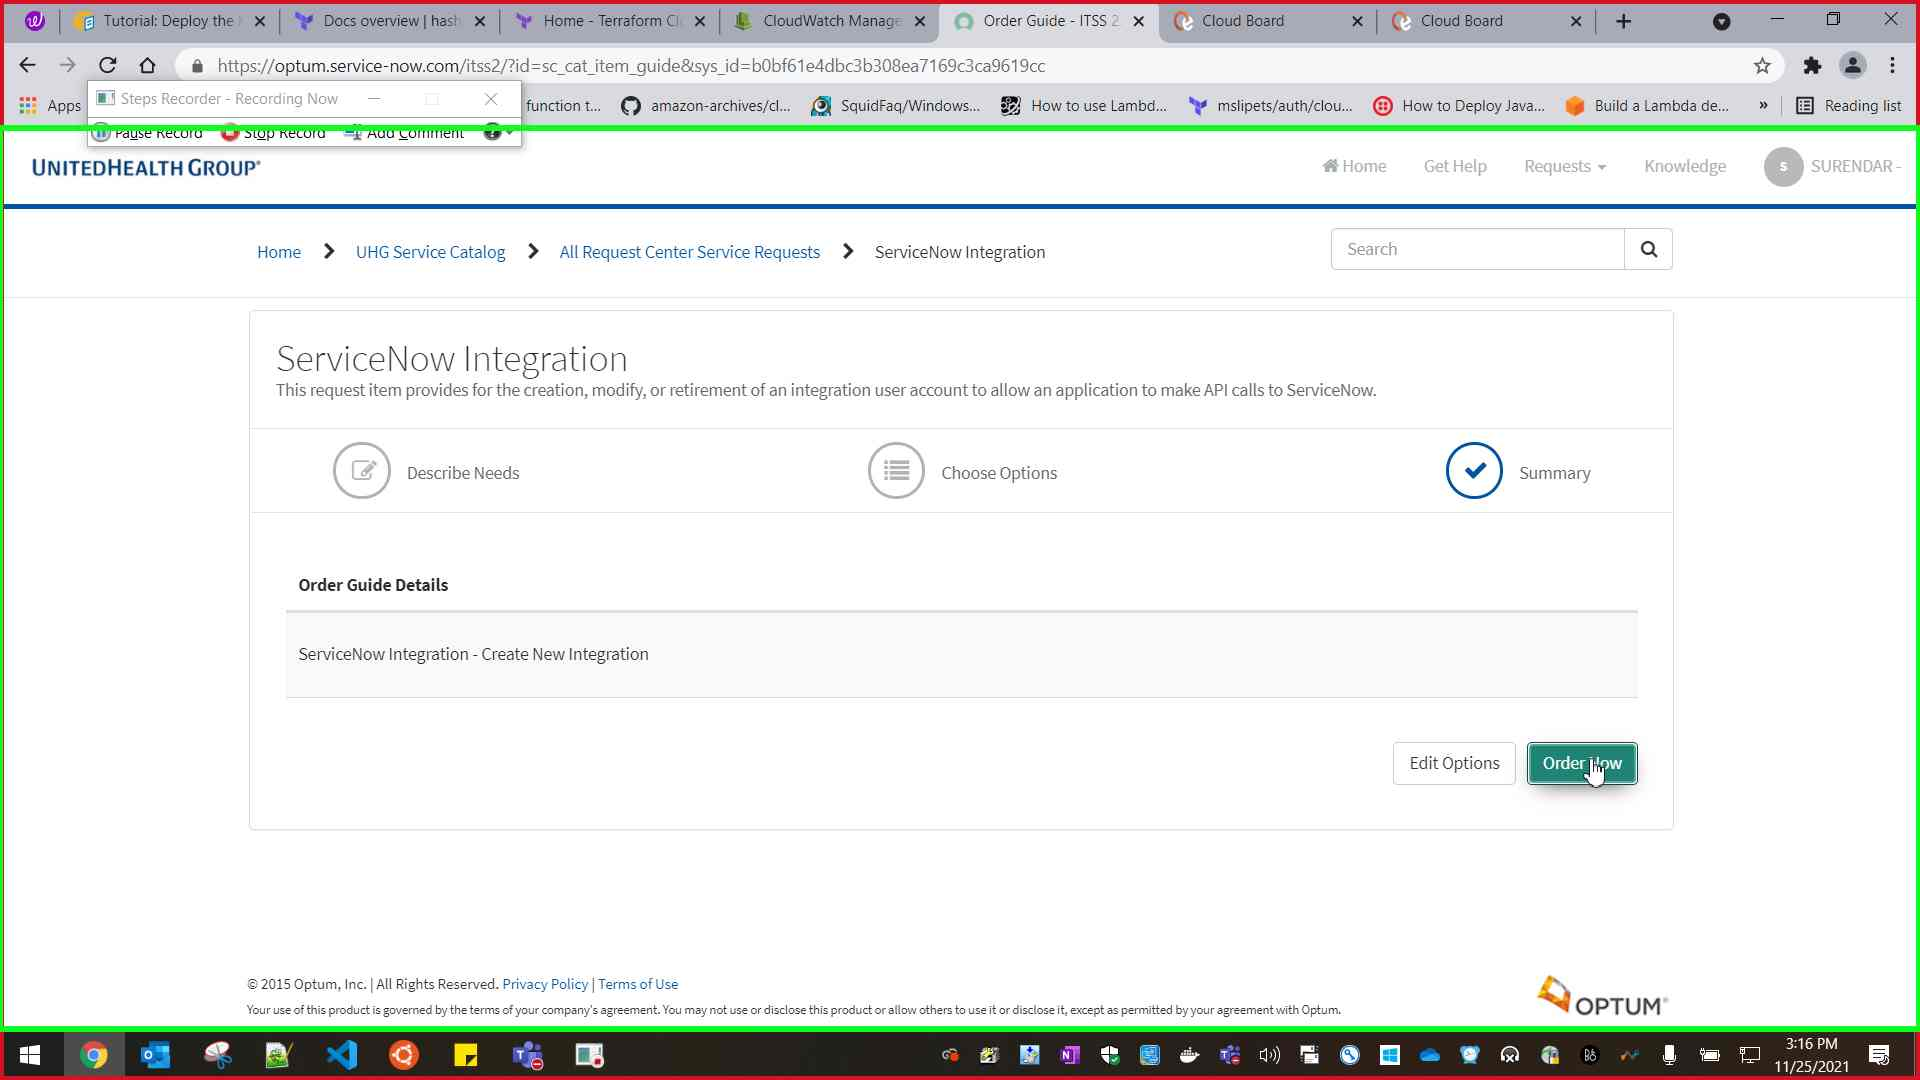 Tutorial: Deploy the
Docs overview | hash
Home - Terraform Cl
CloudWatch Manage
Order Guide - ITSS 2
Cloud Board
Cloud Board
https://optum.service-now.com/itss2/?id=sc_cat_item_guide&sys_id=b0bf61e4dbc3b308ea7169c3ca9619cc
Apps
Steps Recorder - Recording Now
function t...
amazon-archives/cl...
SquidFaq/Windows...
How to use Lambd...
mslipets/auth/clou...
How to Deploy Java...
Build a Lambda de...
»
Reading list
Pause Record
Stop Record
Add Comment
UNITEDHEALTH GROUP®
Home
Get Help
Requests
Knowledge
S
SURENDAR -
Home
UHG Service Catalog
All Request Center Service Requests
ServiceNow Integration
Search
ServiceNow Integration
This request item provides for the creation, modify, or retirement of an integration user account to allow an application to make API calls to ServiceNow.
Describe Needs
Choose Options
Summary
Order Guide Details
ServiceNow Integration - Create New Integration
Edit Options
Order Now
© 2015 Optum, Inc. | All Rights Reserved. Privacy Policy | Terms of Use
Your use of this product is governed by the terms of your company's agreement. You may not use or disclose this product or allow others to use it or disclose it, except as permitted by your agreement with Optum.
OPTUM®
3:16 PM
11/25/2021